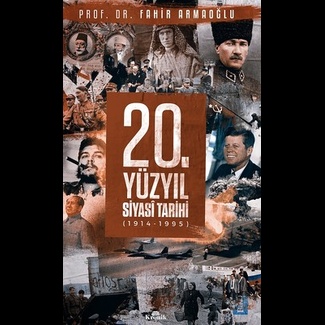 PROF. DR. FAHİR ARMAOĞLU
20.
YÜZYIL
SİYASİ TARİHİ
(1914-1995)
Kronik